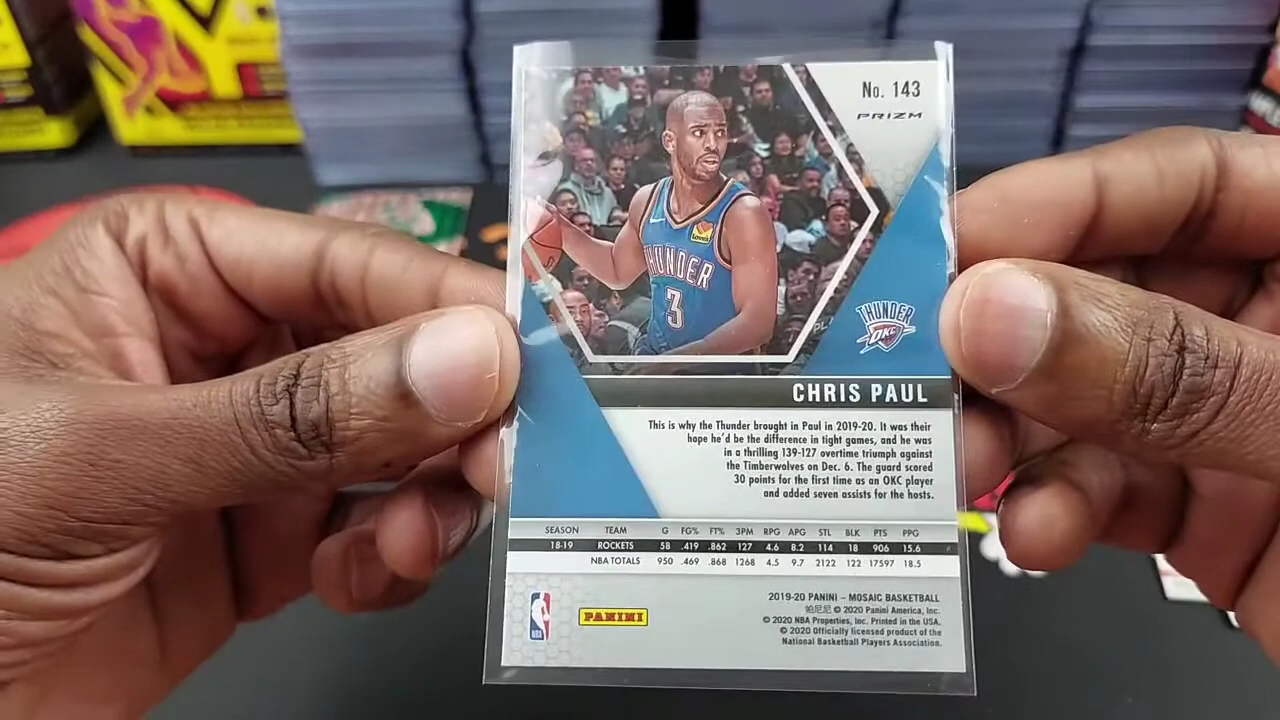 No. 143
PRIZM
Loves
THUNDER
3
THUNDER
OKC
CHRIS PAUL
This is why the Thunder brought in Paul in 2019-20. It was their
hope he'd be the difference in tight games, and he was
in a thrilling 139-127 overtime triumph against
the Timberwolves on Dec. 6. The guard scored
30 points for the first time as an OKC player
and added seven assists for the hosts.
SEASON TEAM G FG% FT% 3PM RPG APG STL BLK PTS PPG
18-19 ROCKETS 58 .419 .862 127 4.6 8.2 114 18 906 15.6
NBA TOTALS 950 .469 .868 1268 4.5 9.7 2122 122 17597 18.5
NBA
PANINI
2019-20 PANINI – MOSAIC BASKETBALL
帕尼尼 © 2020 Panini America, Inc.
© 2020 NBA Properties, Inc. Printed in the USA.
© 2020 Officially licensed product of the
National Basketball Players Association.